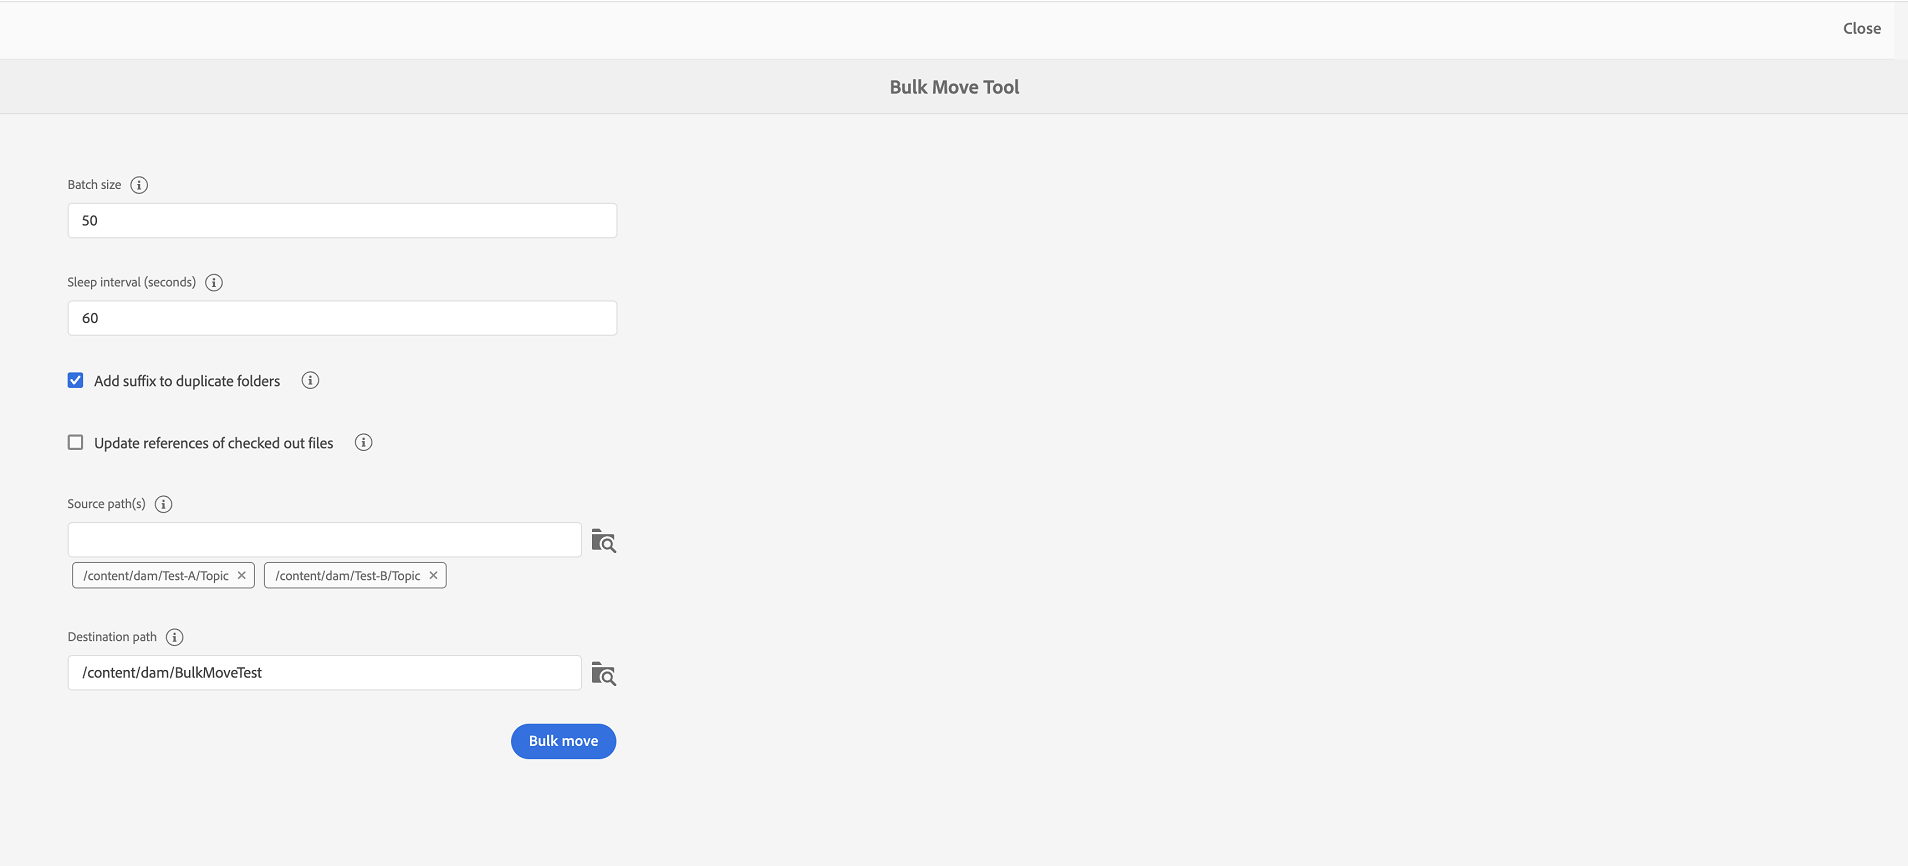 Close
Bulk Move Tool
Batch size
50
Sleep interval (seconds)
60
Add suffix to duplicate folders
Update references of checked out files
Source path(s)
/content/dam/Test-A/Topic
/content/dam/Test-B/Topic
Destination path
/content/dam/BulkMoveTest
Bulk move